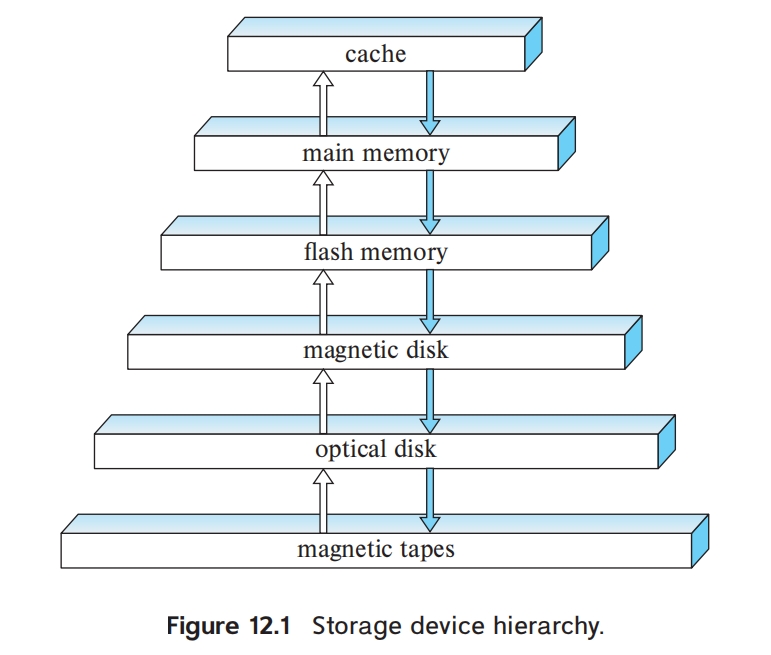 cache
main memory
flash memory
magnetic disk
optical disk
magnetic tapes
Figure 12.1 Storage device hierarchy.